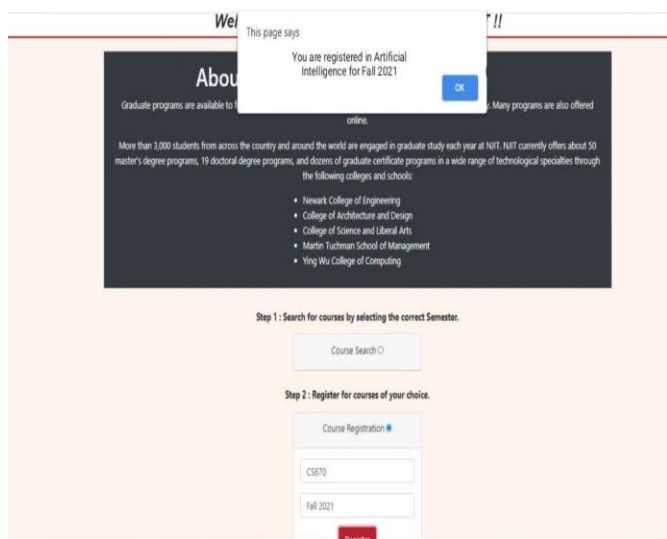 Wel
T !!
This page says
You are registered in Artificial
Intelligence for Fall 2021
OK
Abou
Graduate programs are available to f
y. Many programs are also offered
online.
More than 3,000 students from across the country and around the world are engaged in graduate study each year at NJIT. NJIT currently offers about 50
master's degree programs, 19 doctoral degree programs, and dozens of graduate certificate programs in a wide range of technological specialties through
the following colleges and schools:
• Newark College of Engineering
• College of Architecture and Design
• College of Science and Liberal Arts
• Martin Tuchman School of Management
• Ying Wu College of Computing
Step 1 : Search for courses by selecting the correct Semester.
Course Search
Step 2 : Register for courses of your choice.
Course Registration
CS670
Fall 2021
Register